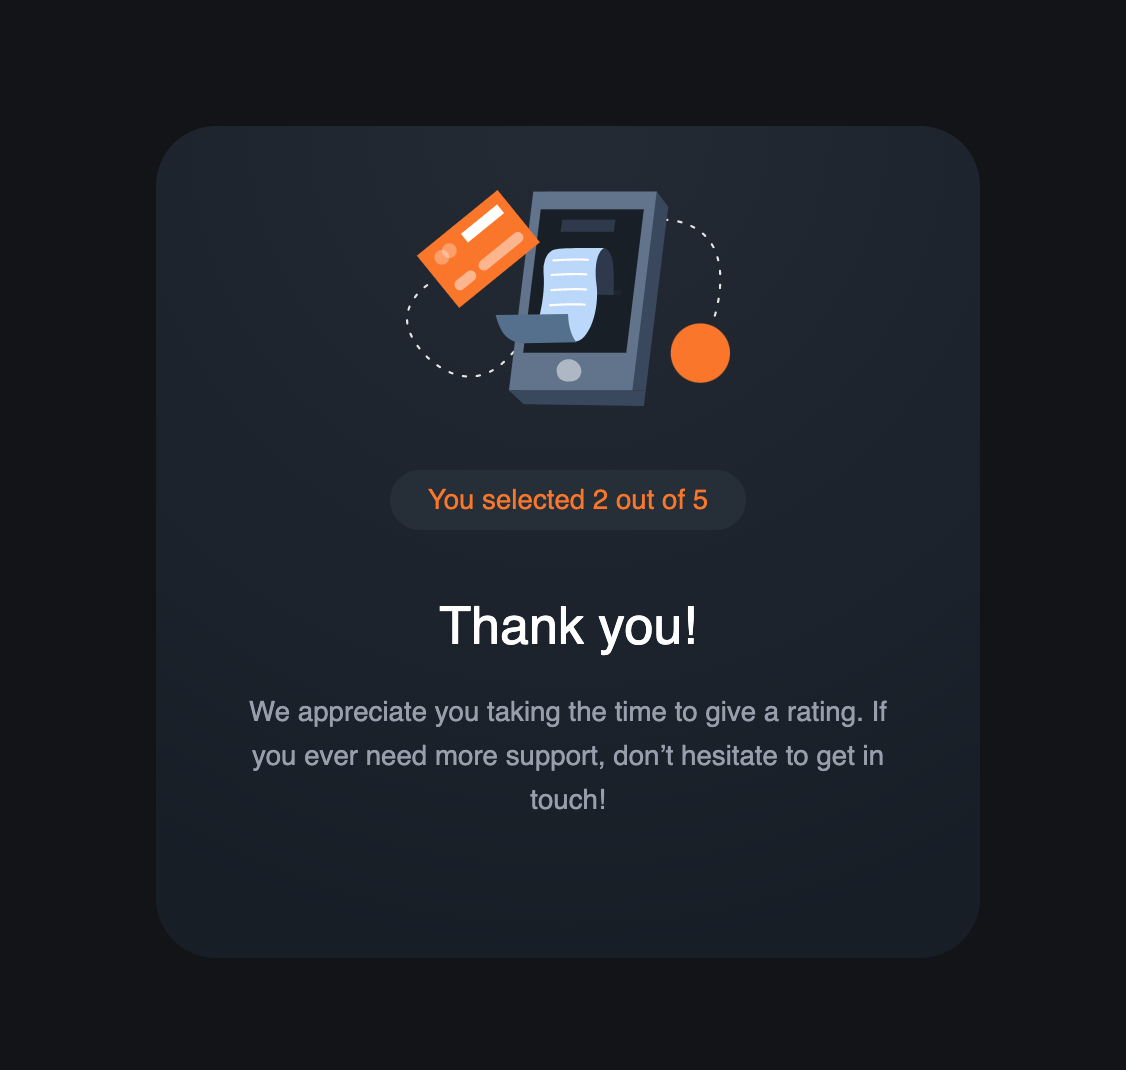 You selected 2 out of 5
Thank you!
We appreciate you taking the time to give a rating. If
you ever need more support, don’t hesitate to get in
touch!